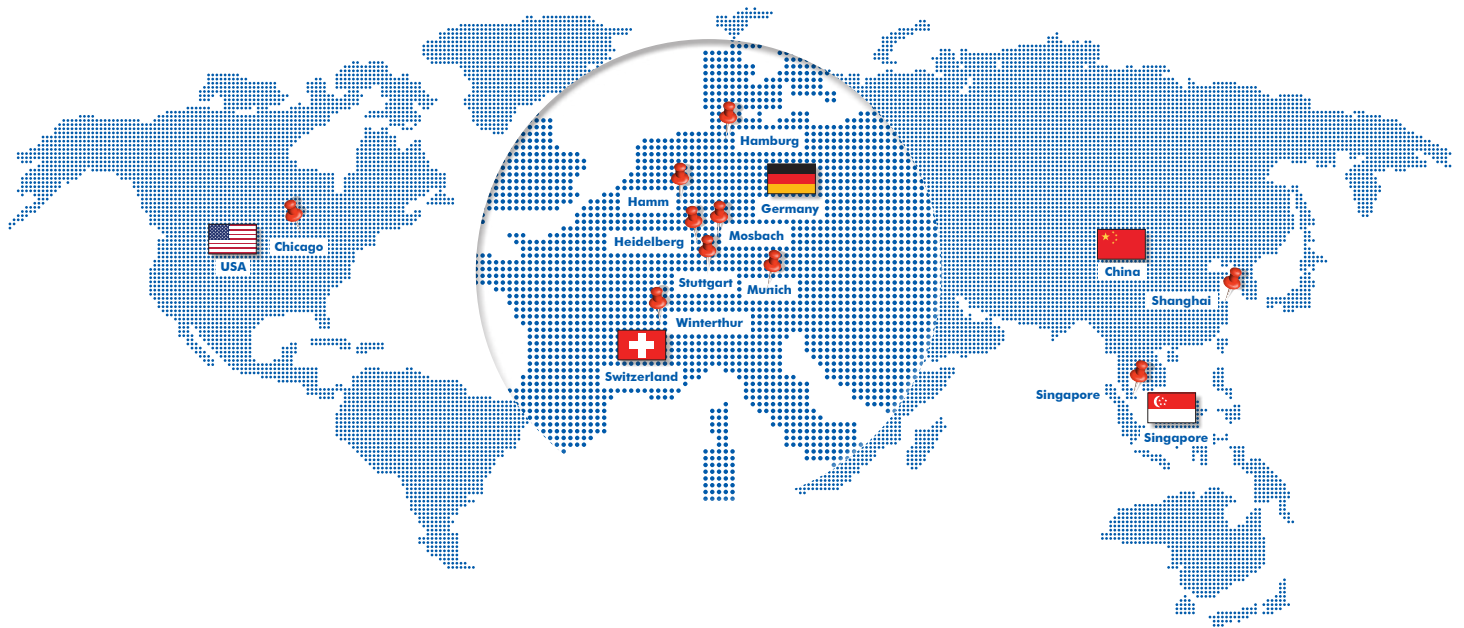 Hamburg
Hamm
Germany
Heidelberg
Mosbach
Chicago
USA
Stuttgart
Munich
China
Shanghai
Winterthur
Switzerland
Singapore
Singapore